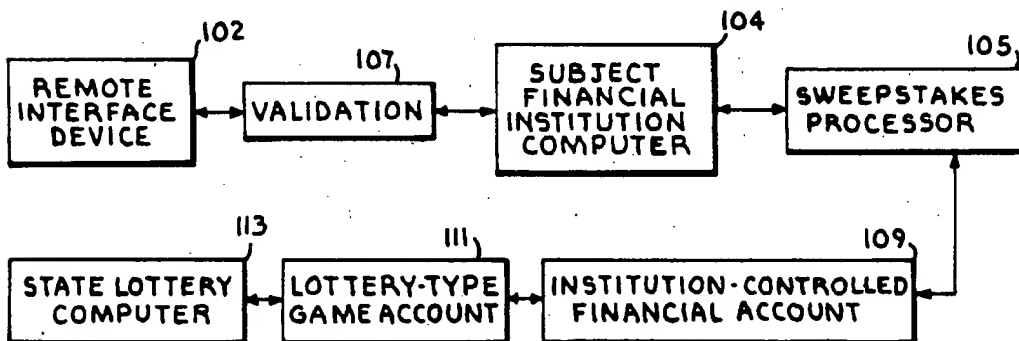 102
REMOTE
INTERFACE
DEVICE
107
VALIDATION
104
SUBJECT
FINANCIAL
INSTITUTION
COMPUTER
105
SWEEPSTAKES
PROCESSOR
113
STATE LOTTERY
COMPUTER
111
LOTTERY-TYPE
GAME ACCOUNT
109
INSTITUTION-CONTROLLED
FINANCIAL ACCOUNT